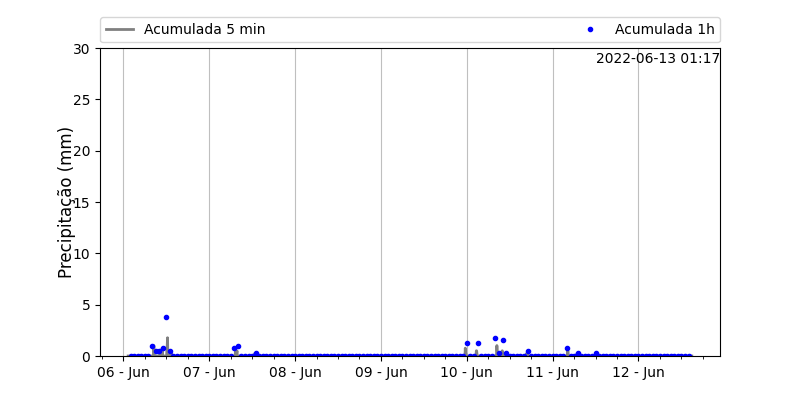 Acumulada 5 min
Acumulada 1h
2022-06-13 01:17
Precipitação (mm)
30
25
20
15
10
5
0
06 - Jun 07 - Jun 08 - Jun 09 - Jun 10 - Jun 11 - Jun 12 - Jun